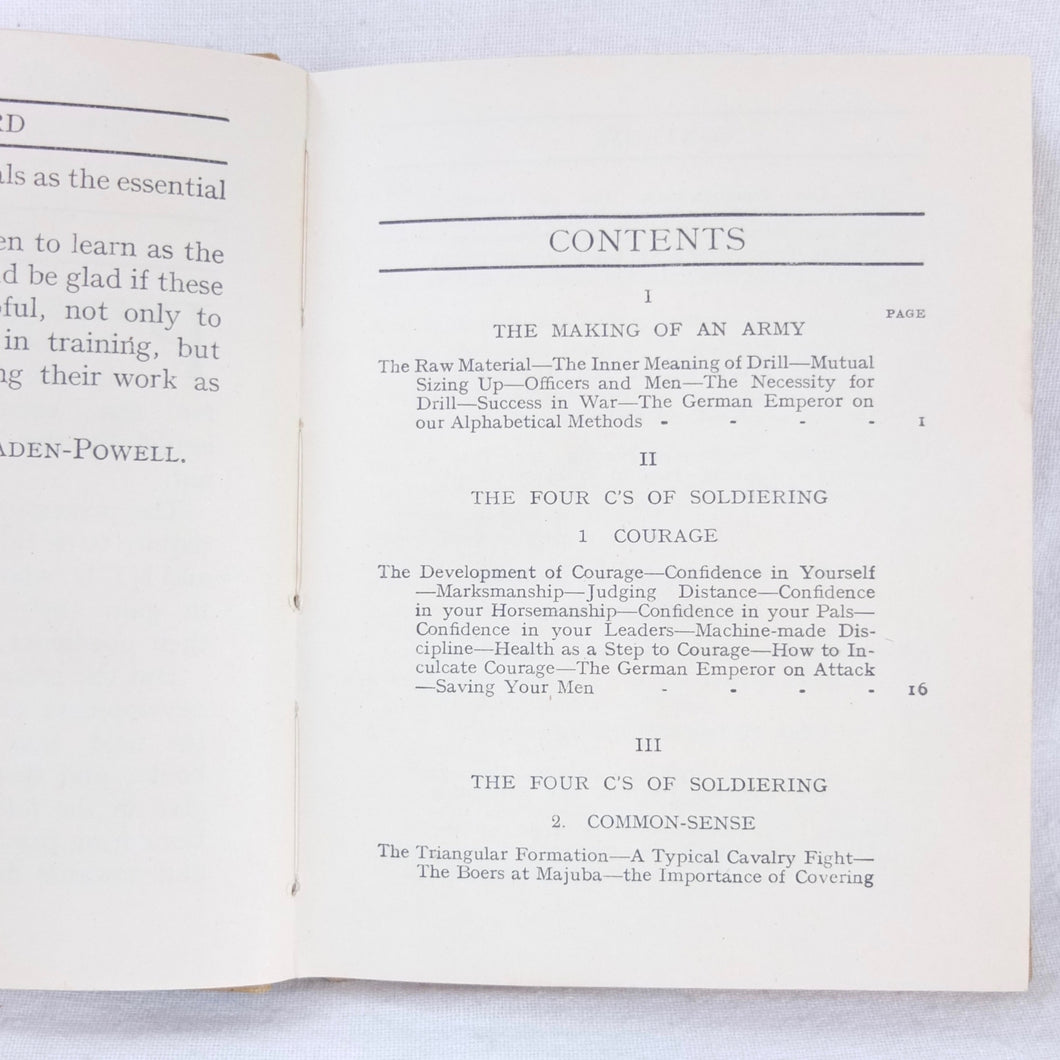 RD
als as the essential
en to learn as the
d be glad if these
ful, not only to
in training, but
ng their work as
ADEN-POWELL.
CONTENTS
I
PAGE
THE MAKING OF AN ARMY
The Raw Material—The Inner Meaning of Drill—Mutual
Sizing Up—Officers and Men—The Necessity for
Drill—Success in War—The German Emperor on
our Alphabetical Methods - - - - 1
II
THE FOUR C'S OF SOLDIERING
1 COURAGE
The Development of Courage—Confidence in Yourself
—Marksmanship—Judging Distance—Confidence
in your Horsemanship—Confidence in your Pals—
Confidence in your Leaders—Machine-made Dis-
cipline—Health as a Step to Courage—How to In-
culcate Courage—The German Emperor on Attack
—Saving Your Men - - - - 16
III
THE FOUR C'S OF SOLDIERING
2. COMMON-SENSE
The Triangular Formation—A Typical Cavalry Fight—
The Boers at Majuba—the Importance of Covering